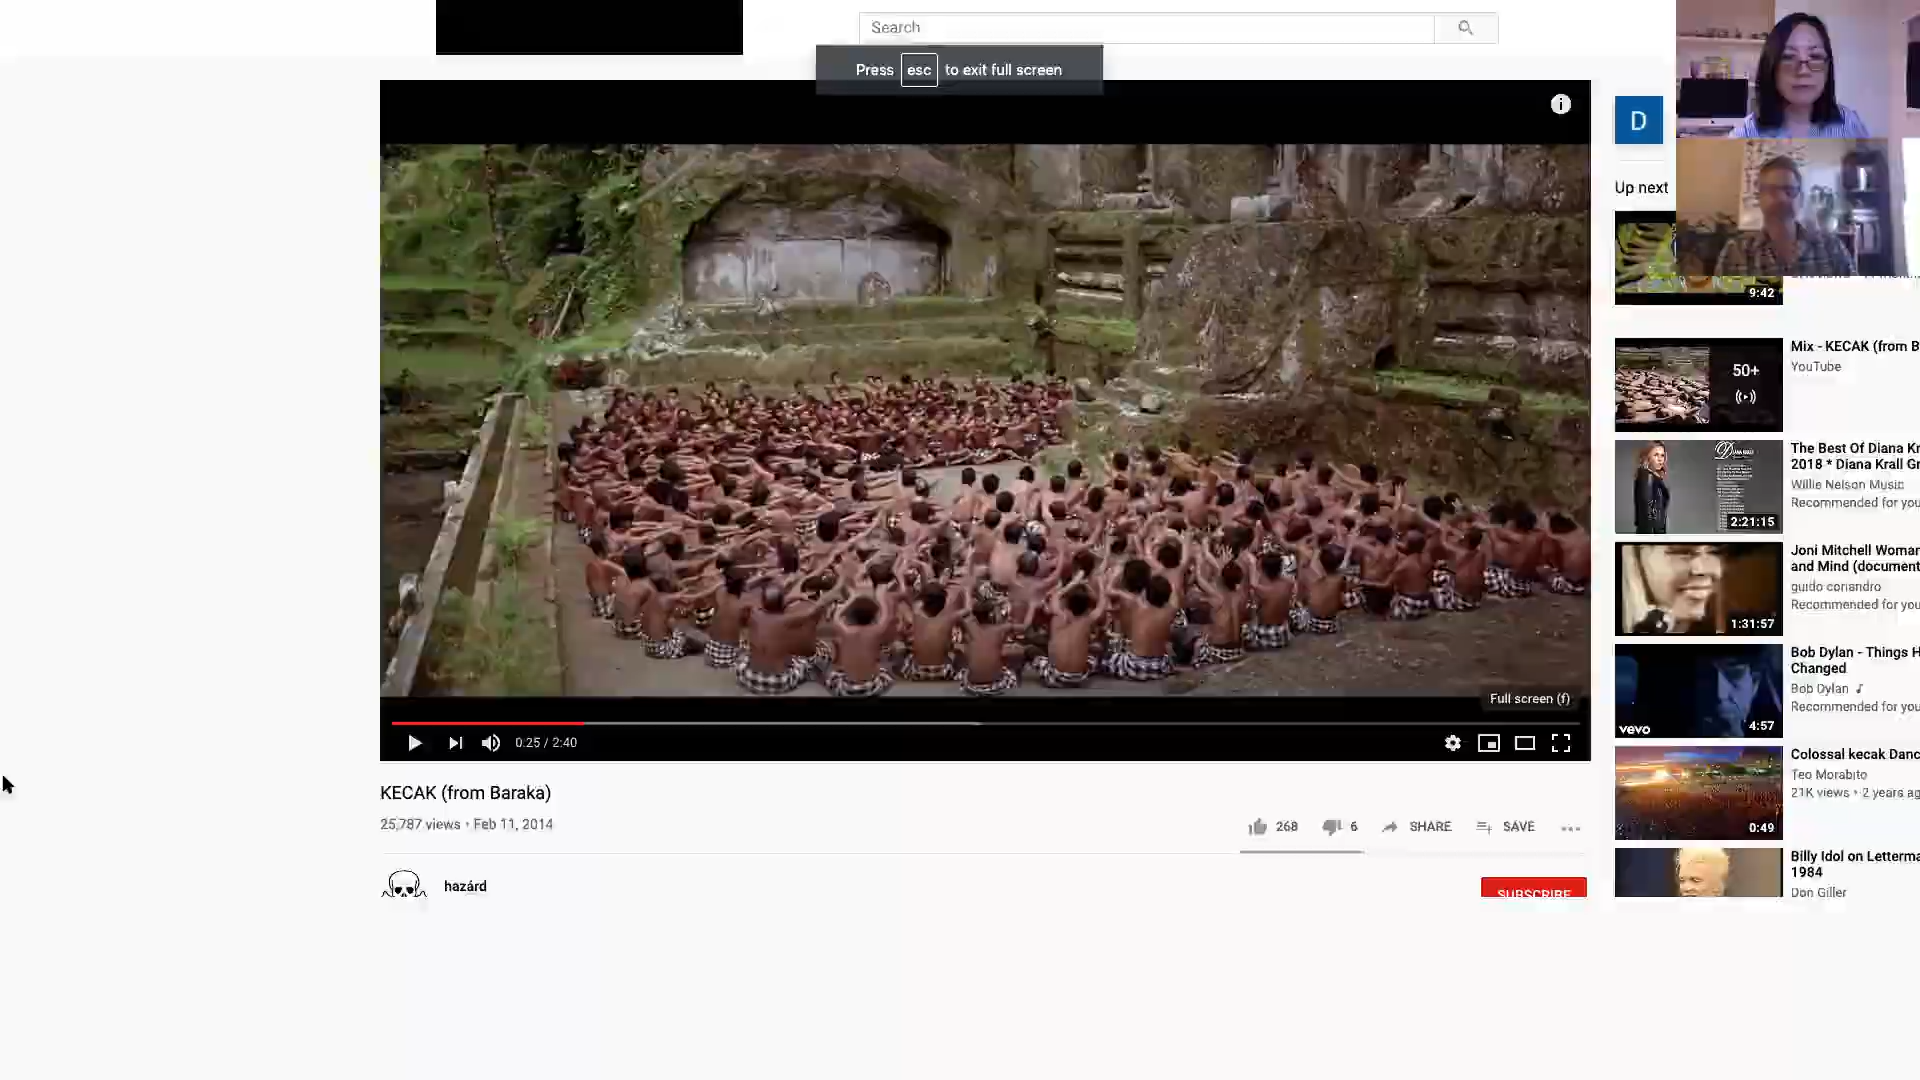 Search
Press esc to exit full screen
D
Up next
9:42
Mix - KECAK (from B
YouTube
50+
The Best Of Diana Kr
2018 * Diana Krall Gr
Willie Nelson Music
Recommended for you
2:21:15
Joni Mitchell Woman
and Mind (document
guido coriandro
Recommended for you
1:31:57
Bob Dylan - Things H
Changed
Bob Dylan
Recommended for you
vevo
4:57
Colossal kecak Danc
Teo Morabito
21K views • 2 years ag
0:49
Billy Idol on Letterma
1984
Don Giller
Full screen (f)
0:25 / 2:40
KECAK (from Baraka)
25,787 views • Feb 11, 2014
268
6
SHARE
SAVE
hazárd
SUBSCRIBE